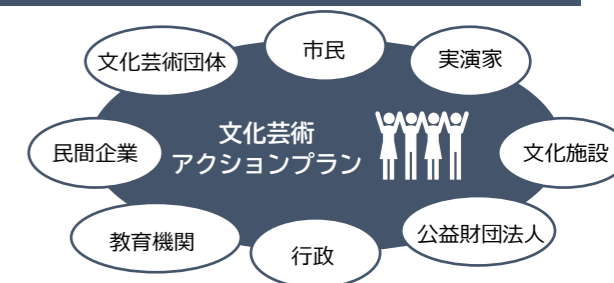 市民
文化芸術団体
実演家
民間企業
文化芸術
アクションプラン
文化施設
教育機関
行政
公益財団法人